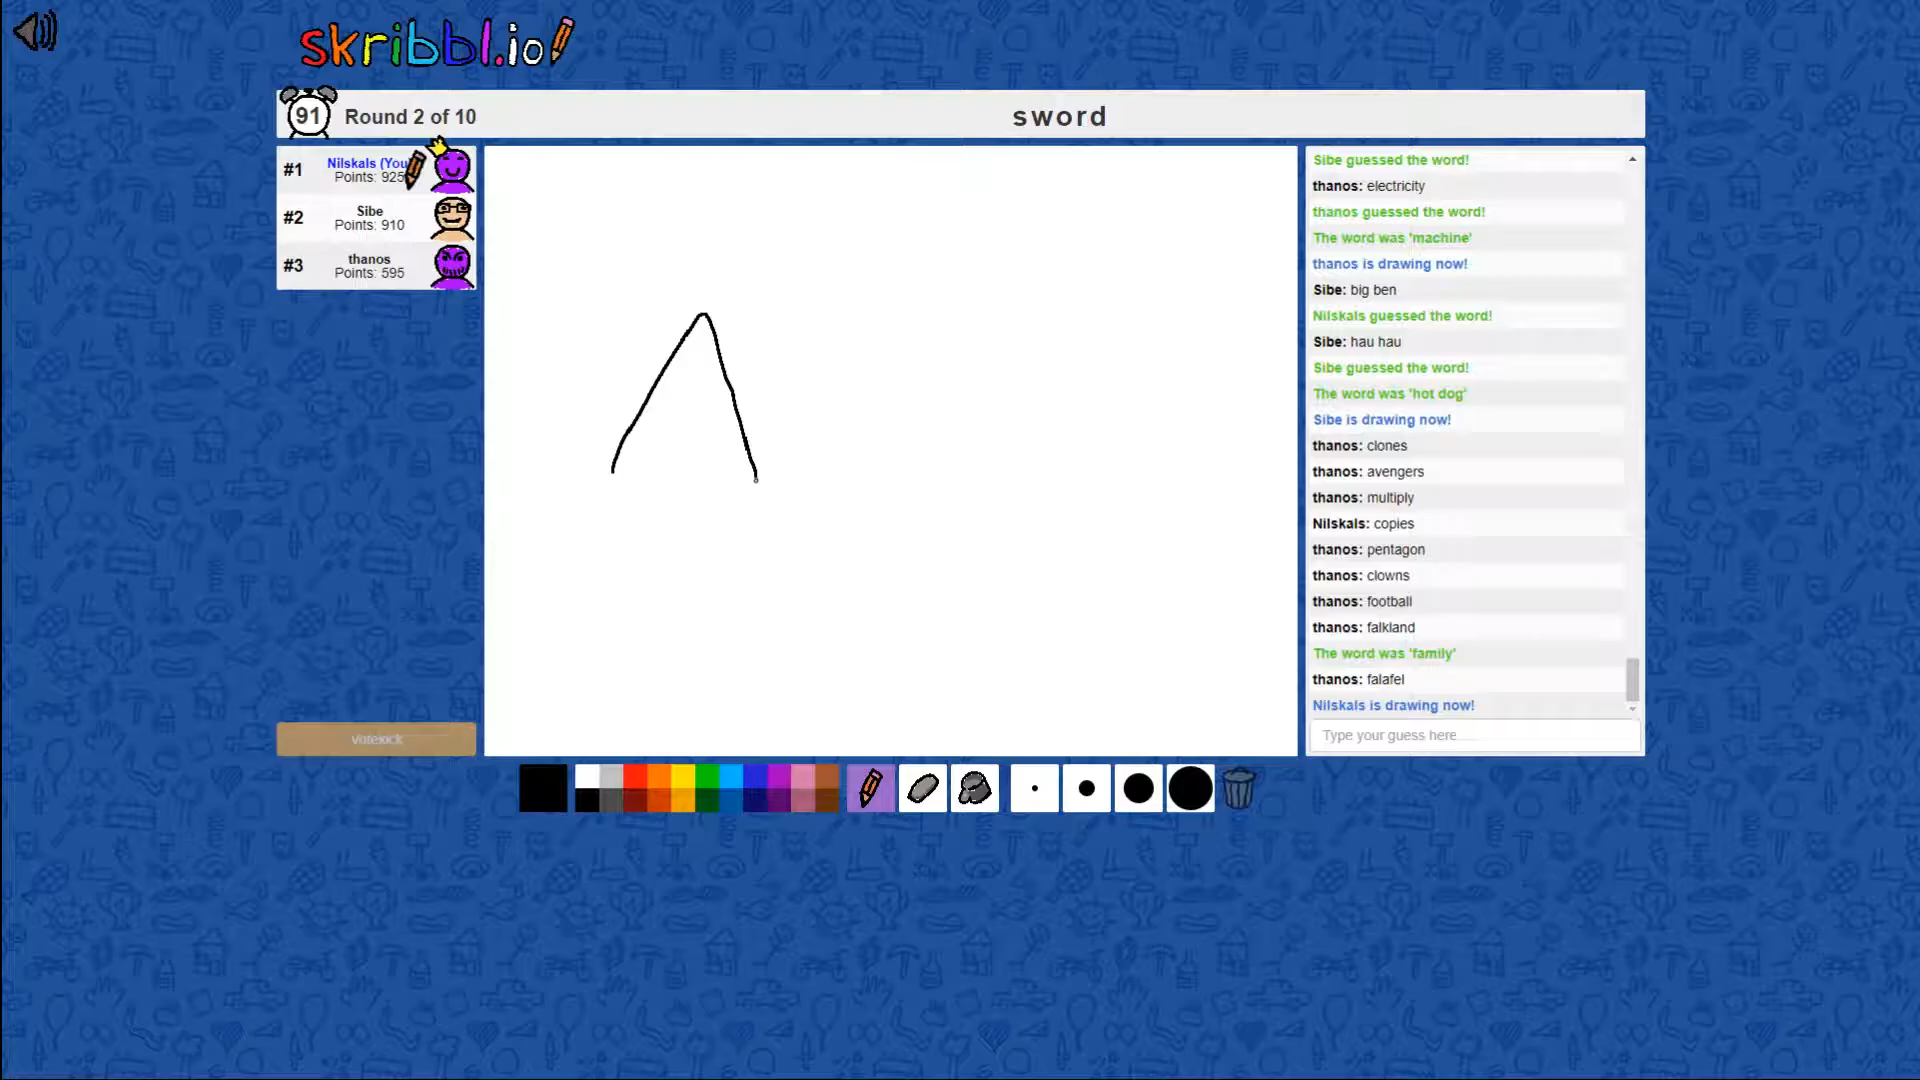 skribbl.io
91
Round 2 of 10
sword
#1
Nilskals (You
Points: 925
#2
Sibe
Points: 910
#3
thanos
Points: 595
Votekick
Sibe guessed the word!
thanos: electricity
thanos guessed the word!
The word was 'machine'
thanos is drawing now!
Sibe: big ben
Nilskals guessed the word!
Sibe: hau hau
Sibe guessed the word!
The word was 'hot dog'
Sibe is drawing now!
thanos: clones
thanos: avengers
thanos: multiply
Nilskals: copies
thanos: pentagon
thanos: clowns
thanos: football
thanos: falkland
The word was 'family'
thanos: falafel
Nilskals is drawing now!
Type your guess here...